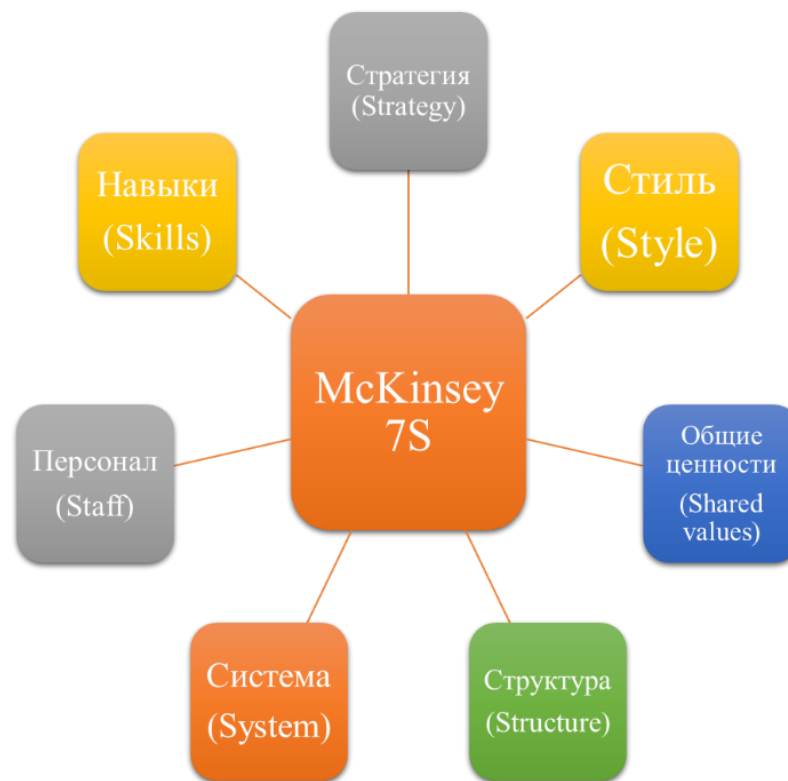 Стратегия
(Strategy)
Навыки
(Skills)
Стиль
(Style)
McKinsey
7S
Персонал
(Staff)
Общие
ценности
(Shared
values)
Система
(System)
Структура
(Structure)